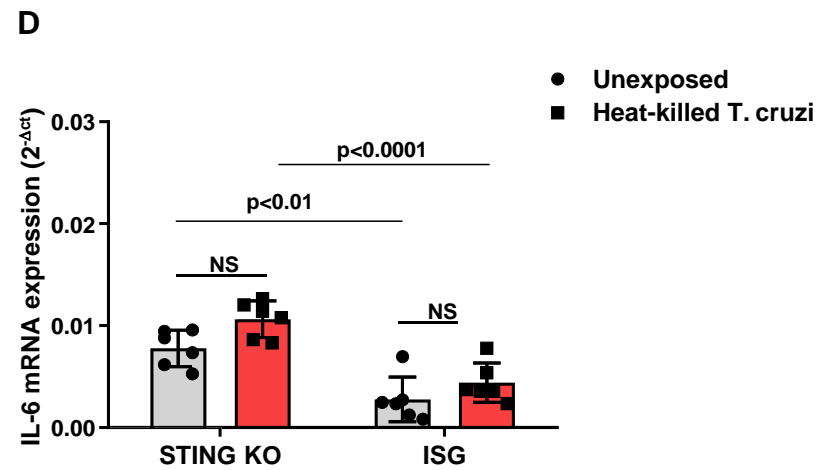 D
Unexposed
Heat-killed T. cruzi
IL-6 mRNA expression (2^-Δct)
0.03
0.02
0.01
0.00
p<0.0001
p<0.01
NS
NS
STING KO
ISG